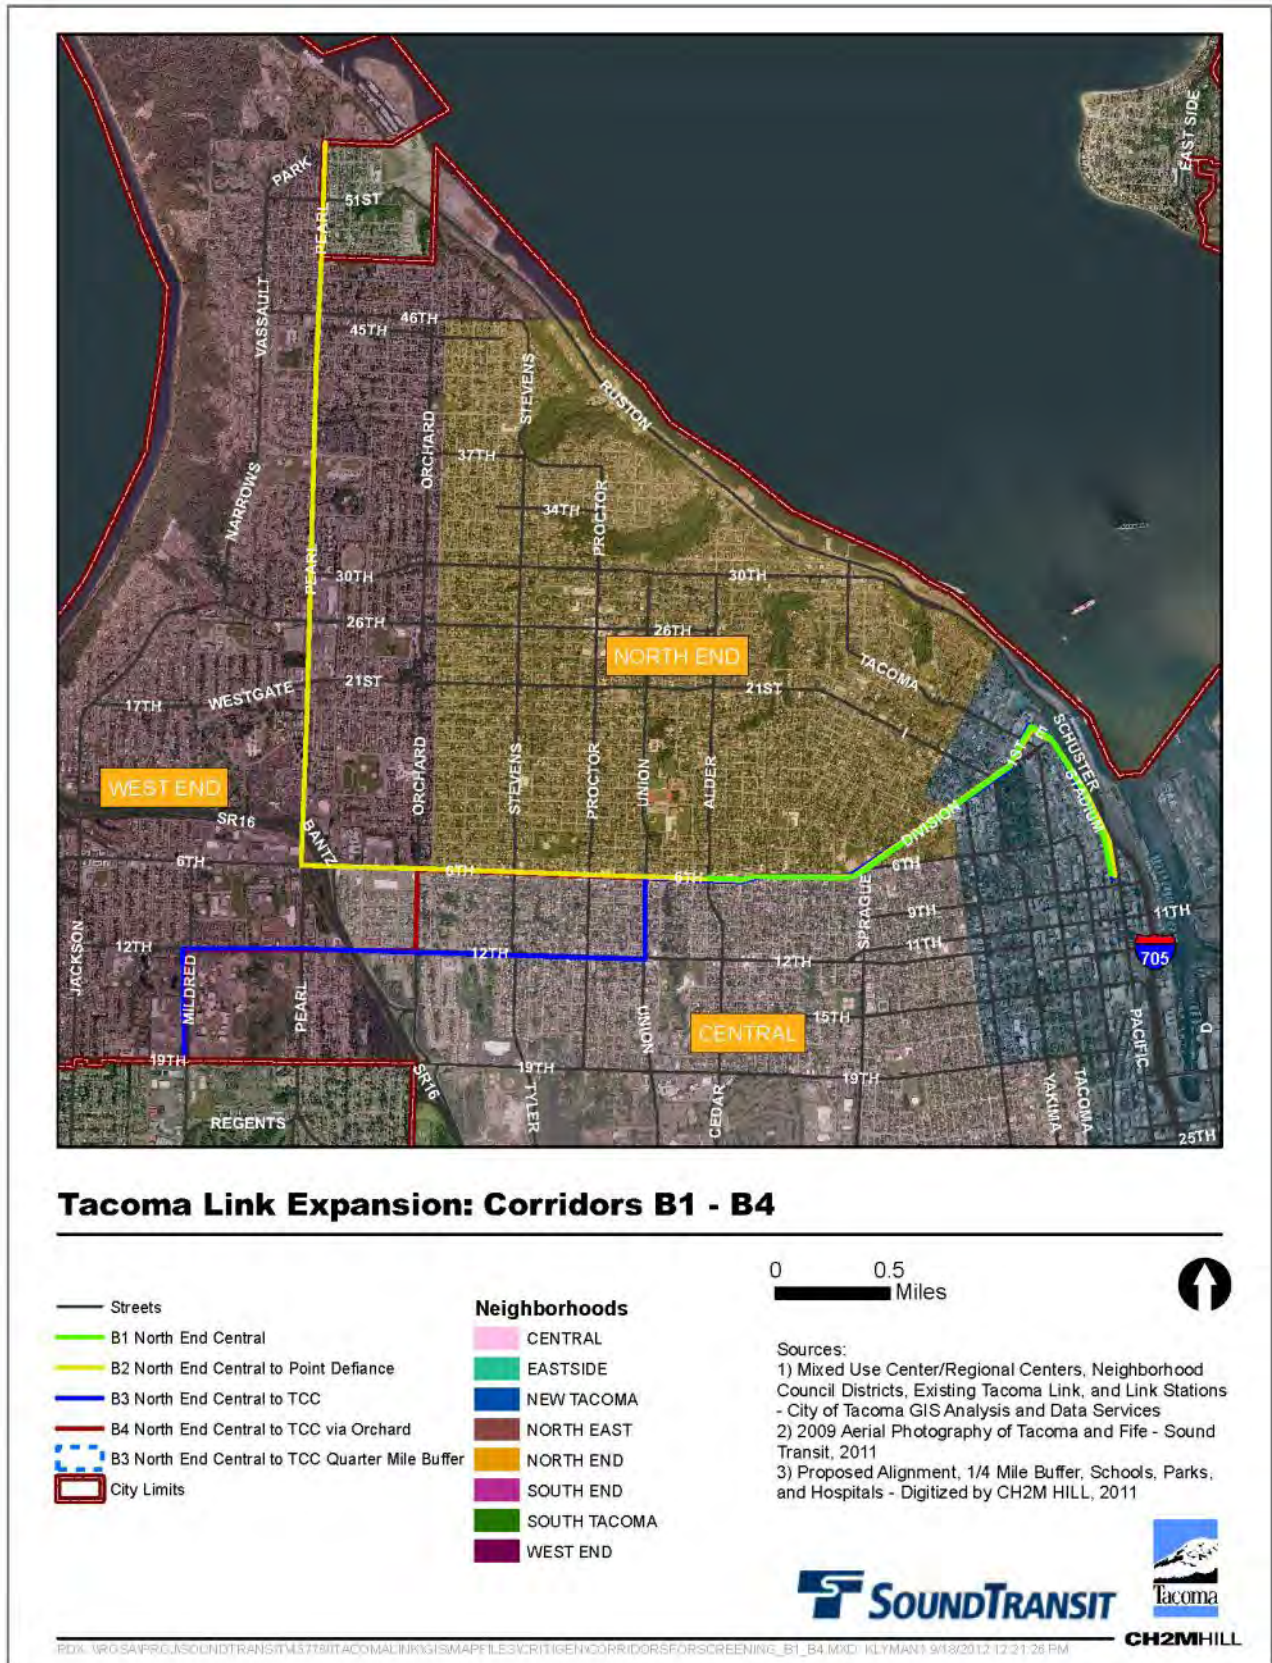 EAST SIDE
PARK
51ST
PEARL
VASSAULT
46TH
45TH
STEVENS
RUSTON
ORCHARD
37TH
NARROWS
34TH
PROCTOR
PEARL
30TH
30TH
26TH
26TH
NORTH END
TACOMA
WESTGATE
21ST
21ST
17TH
I
E
1ST
SCHUSTER
STADIUM
WEST END
ORCHARD
STEVENS
PROCTOR
UNION
ALDER
DIVISION
SR16
BANTZ
6TH
6TH
6TH
6TH
SPRAGUE
9TH
11TH
11TH
JACKSON
12TH
MILDRED
12TH
12TH
705
PEARL
UNION
15TH
CENTRAL
PACIFIC
D
19TH
SR16
19TH
19TH
TYLER
CEDAR
YAKIMA
TACOMA
REGENTS
25TH
Tacoma Link Expansion: Corridors B1 - B4
0 0.5
Miles
Streets
B1 North End Central
B2 North End Central to Point Defiance
B3 North End Central to TCC
B4 North End Central to TCC via Orchard
B3 North End Central to TCC Quarter Mile Buffer
City Limits
Neighborhoods
CENTRAL
EASTSIDE
NEW TACOMA
NORTH EAST
NORTH END
SOUTH END
SOUTH TACOMA
WEST END
Sources:
1) Mixed Use Center/Regional Centers, Neighborhood
Council Districts, Existing Tacoma Link, and Link Stations
- City of Tacoma GIS Analysis and Data Services
2) 2009 Aerial Photography of Tacoma and Fife - Sound
Transit, 2011
3) Proposed Alignment, 1/4 Mile Buffer, Schools, Parks,
and Hospitals - Digitized by CH2M HILL, 2011
SOUNDTRANSIT
Tacoma
CH2MHILL
KLYMAN1 9/18/2012 12:21:26 PM